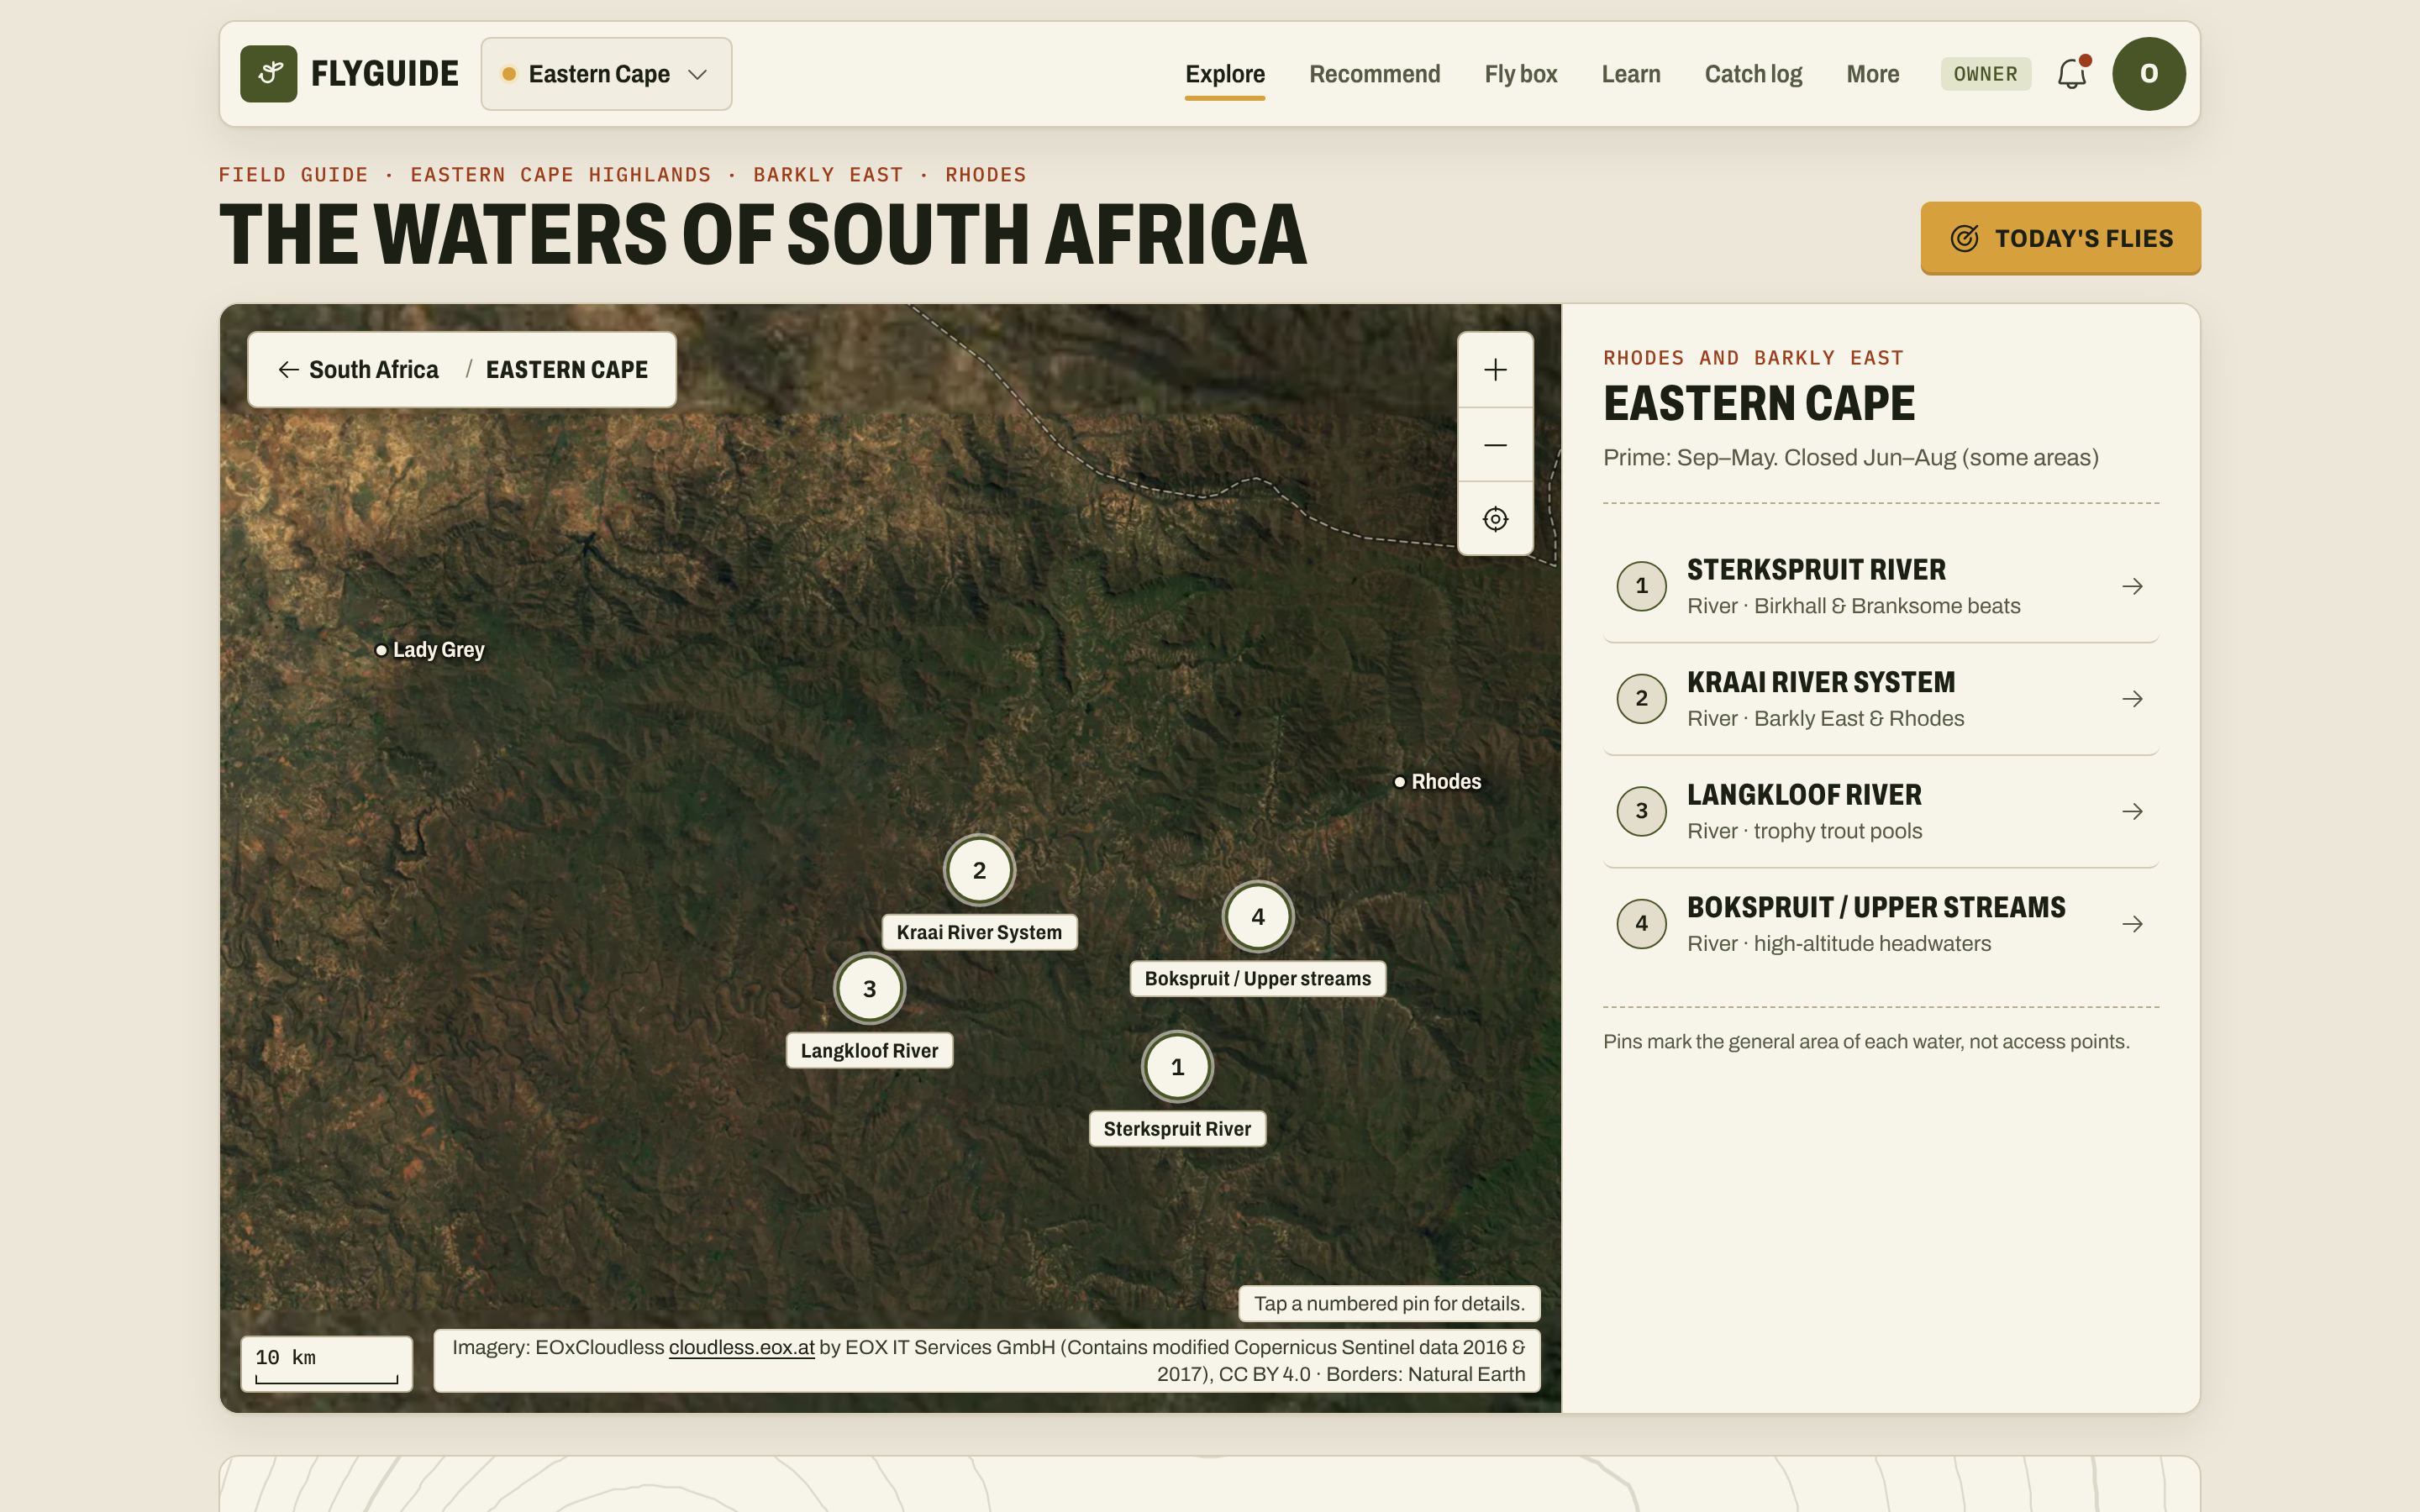 FLYGUIDE
Eastern Cape
Explore
Recommend
Fly box
Learn
Catch log
More
OWNER
O
FIELD GUIDE · EASTERN CAPE HIGHLANDS · BARKLY EAST · RHODES
THE WATERS OF SOUTH AFRICA
TODAY'S FLIES
South Africa / EASTERN CAPE
Lady Grey
Rhodes
2
Kraai River System
4
Bokspruit / Upper streams
3
Langkloof River
1
Sterkspruit River
Tap a numbered pin for details.
10 km
Imagery: EOxCloudless cloudless.eox.at by EOX IT Services GmbH (Contains modified Copernicus Sentinel data 2016 &
2017), CC BY 4.0 · Borders: Natural Earth
RHODES AND BARKLY EAST
EASTERN CAPE
Prime: Sep–May. Closed Jun–Aug (some areas)
1
STERKSPRUIT RIVER
River · Birkhall & Branksome beats
2
KRAAI RIVER SYSTEM
River · Barkly East & Rhodes
3
LANGKLOOF RIVER
River · trophy trout pools
4
BOKSPRUIT / UPPER STREAMS
River · high-altitude headwaters
Pins mark the general area of each water, not access points.